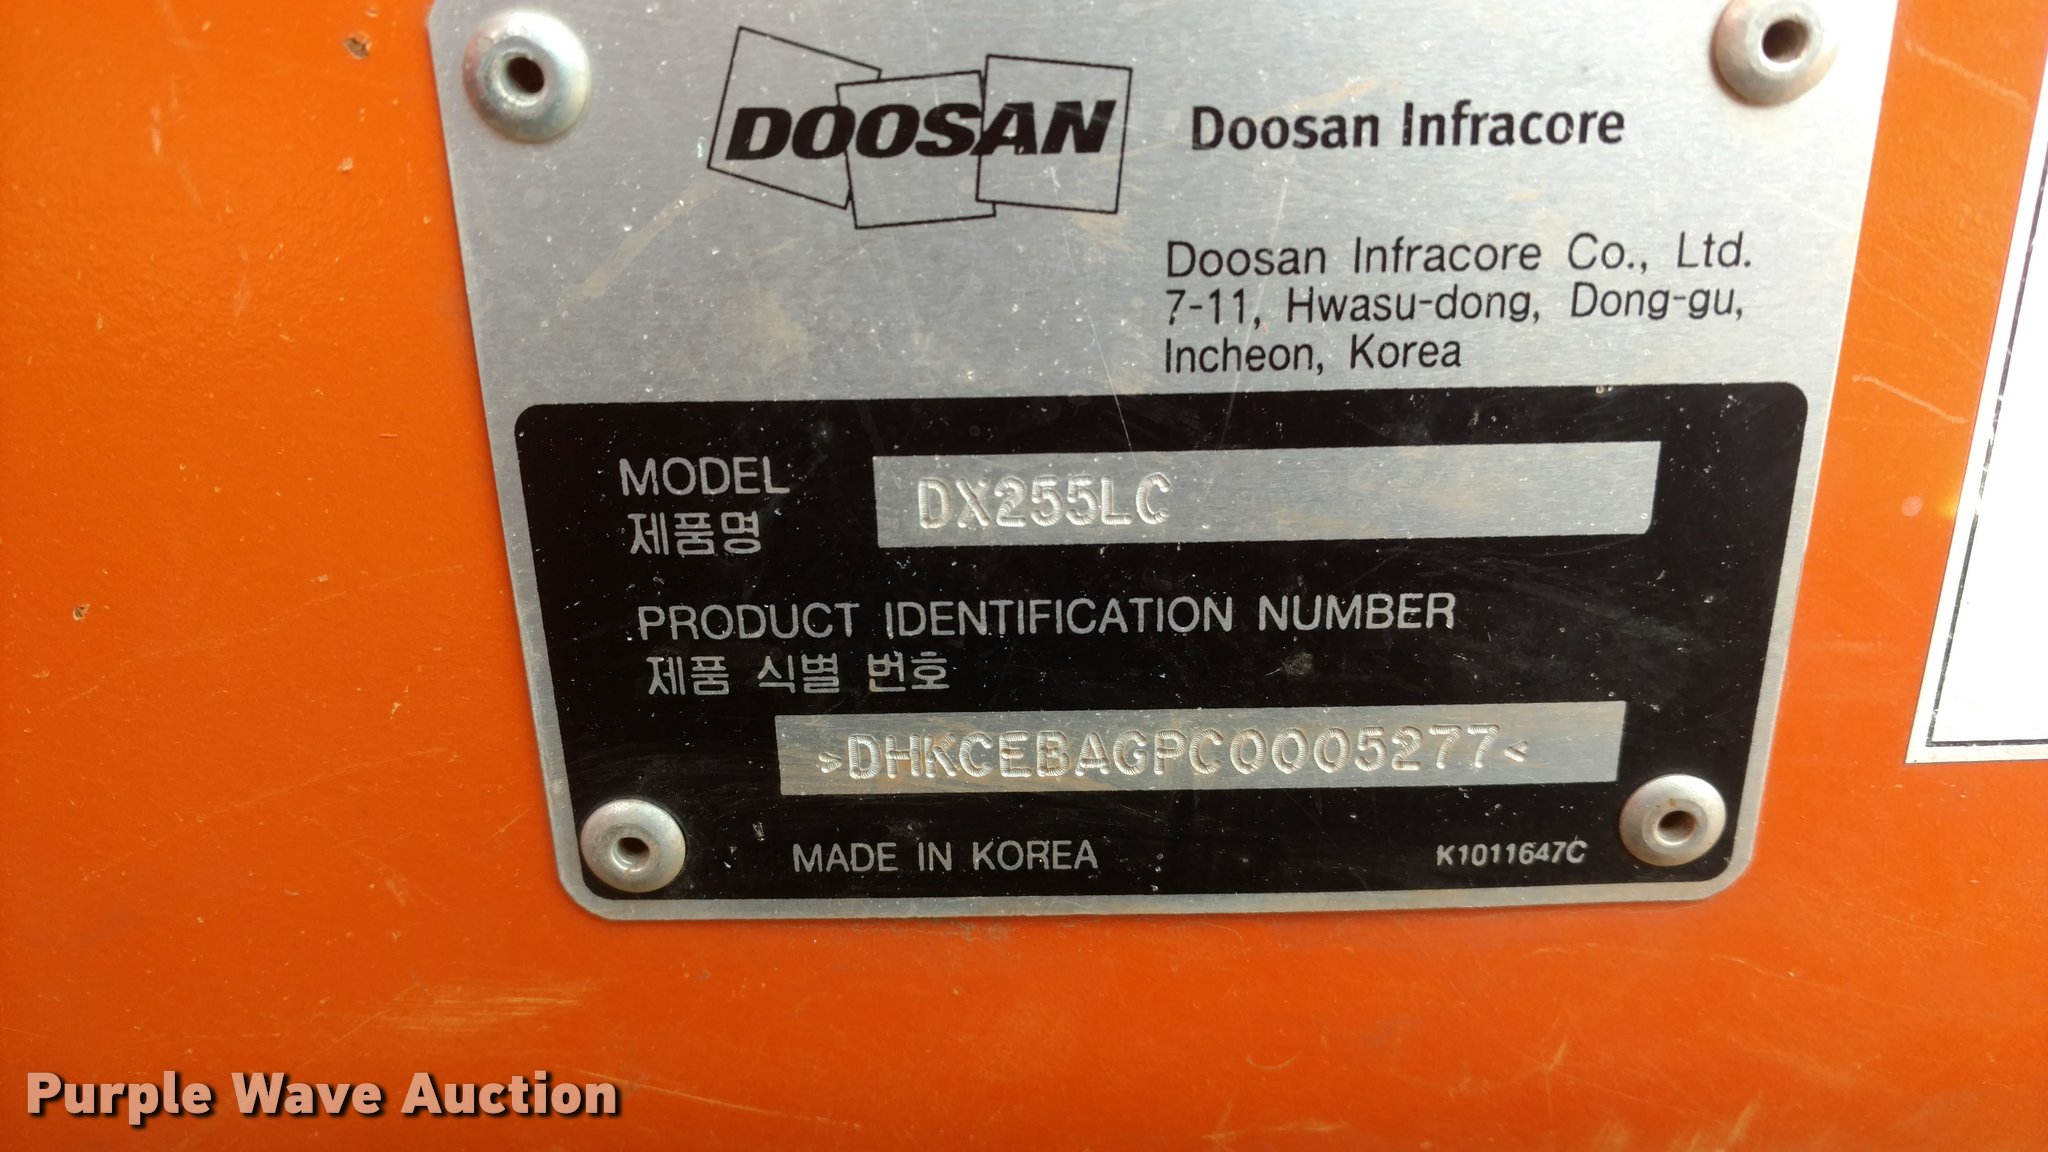 DOOSAN
Doosan Infracore
Doosan Infracore Co., Ltd.
7-11, Hwasu-dong, Dong-gu,
Incheon, Korea
MODEL DX255LC
제품명
PRODUCT IDENTIFICATION NUMBER
제품 식별 번호
>DHKCEBAGPC0005277<
MADE IN KOREA K1011647C
Purple Wave Auction